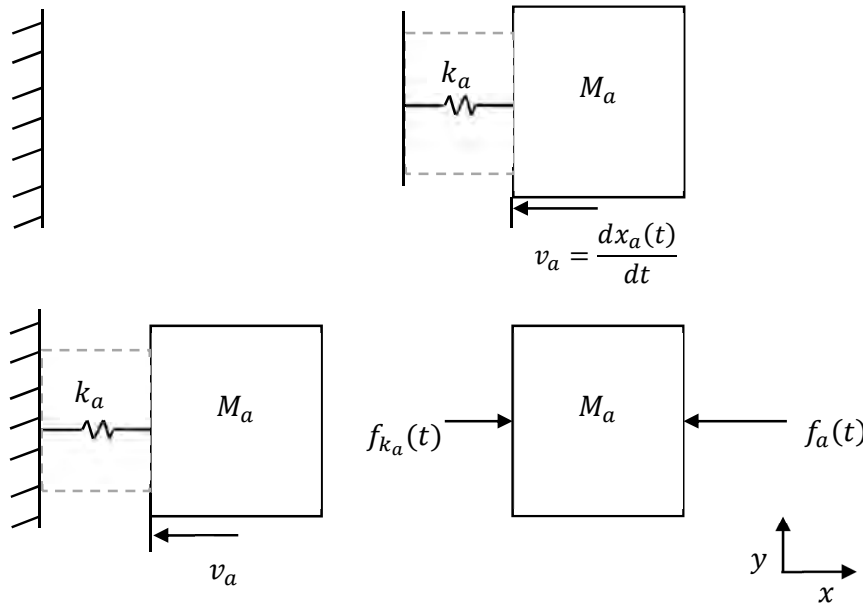 k_a
M_a
v_a = dx_a(t)/dt
k_a
M_a
v_a
f_{k_a}(t)
M_a
f_a(t)
y
x